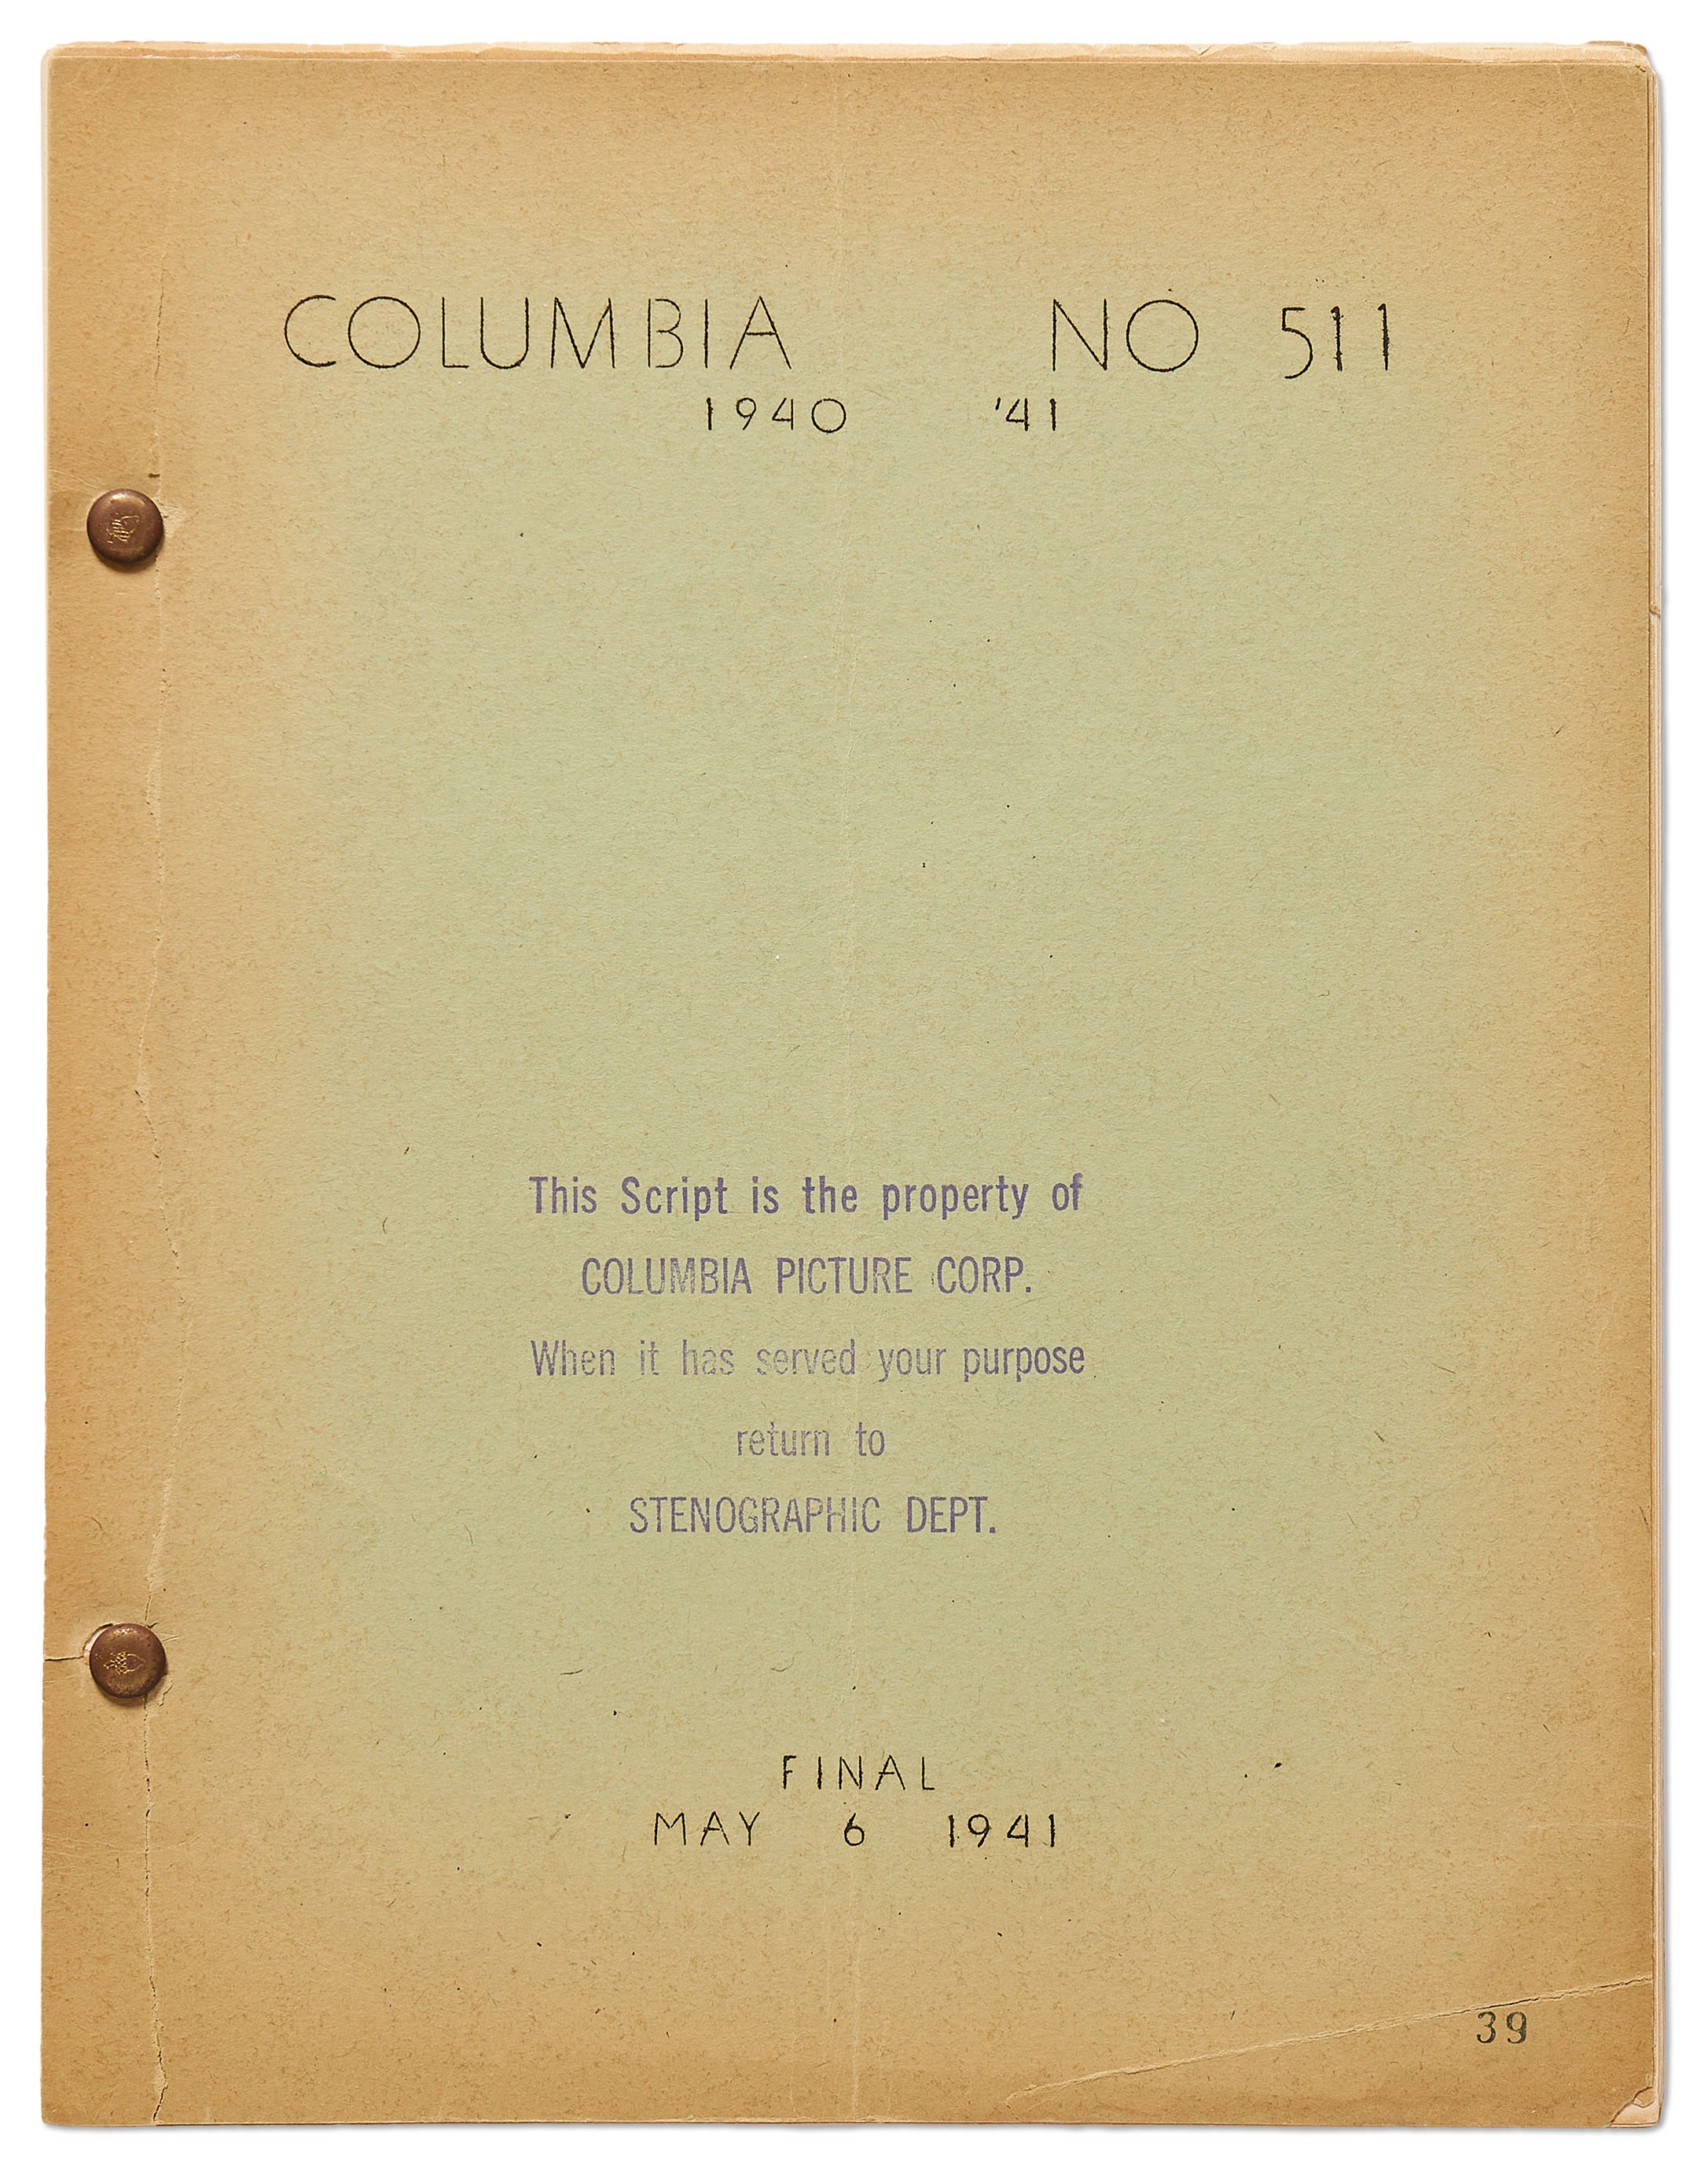 COLUMBIA NO 511
1940 '41
This Script is the property of
COLUMBIA PICTURE CORP.
When it has served your purpose
return to
STENOGRAPHIC DEPT.
FINAL
MAY 6 1941
39